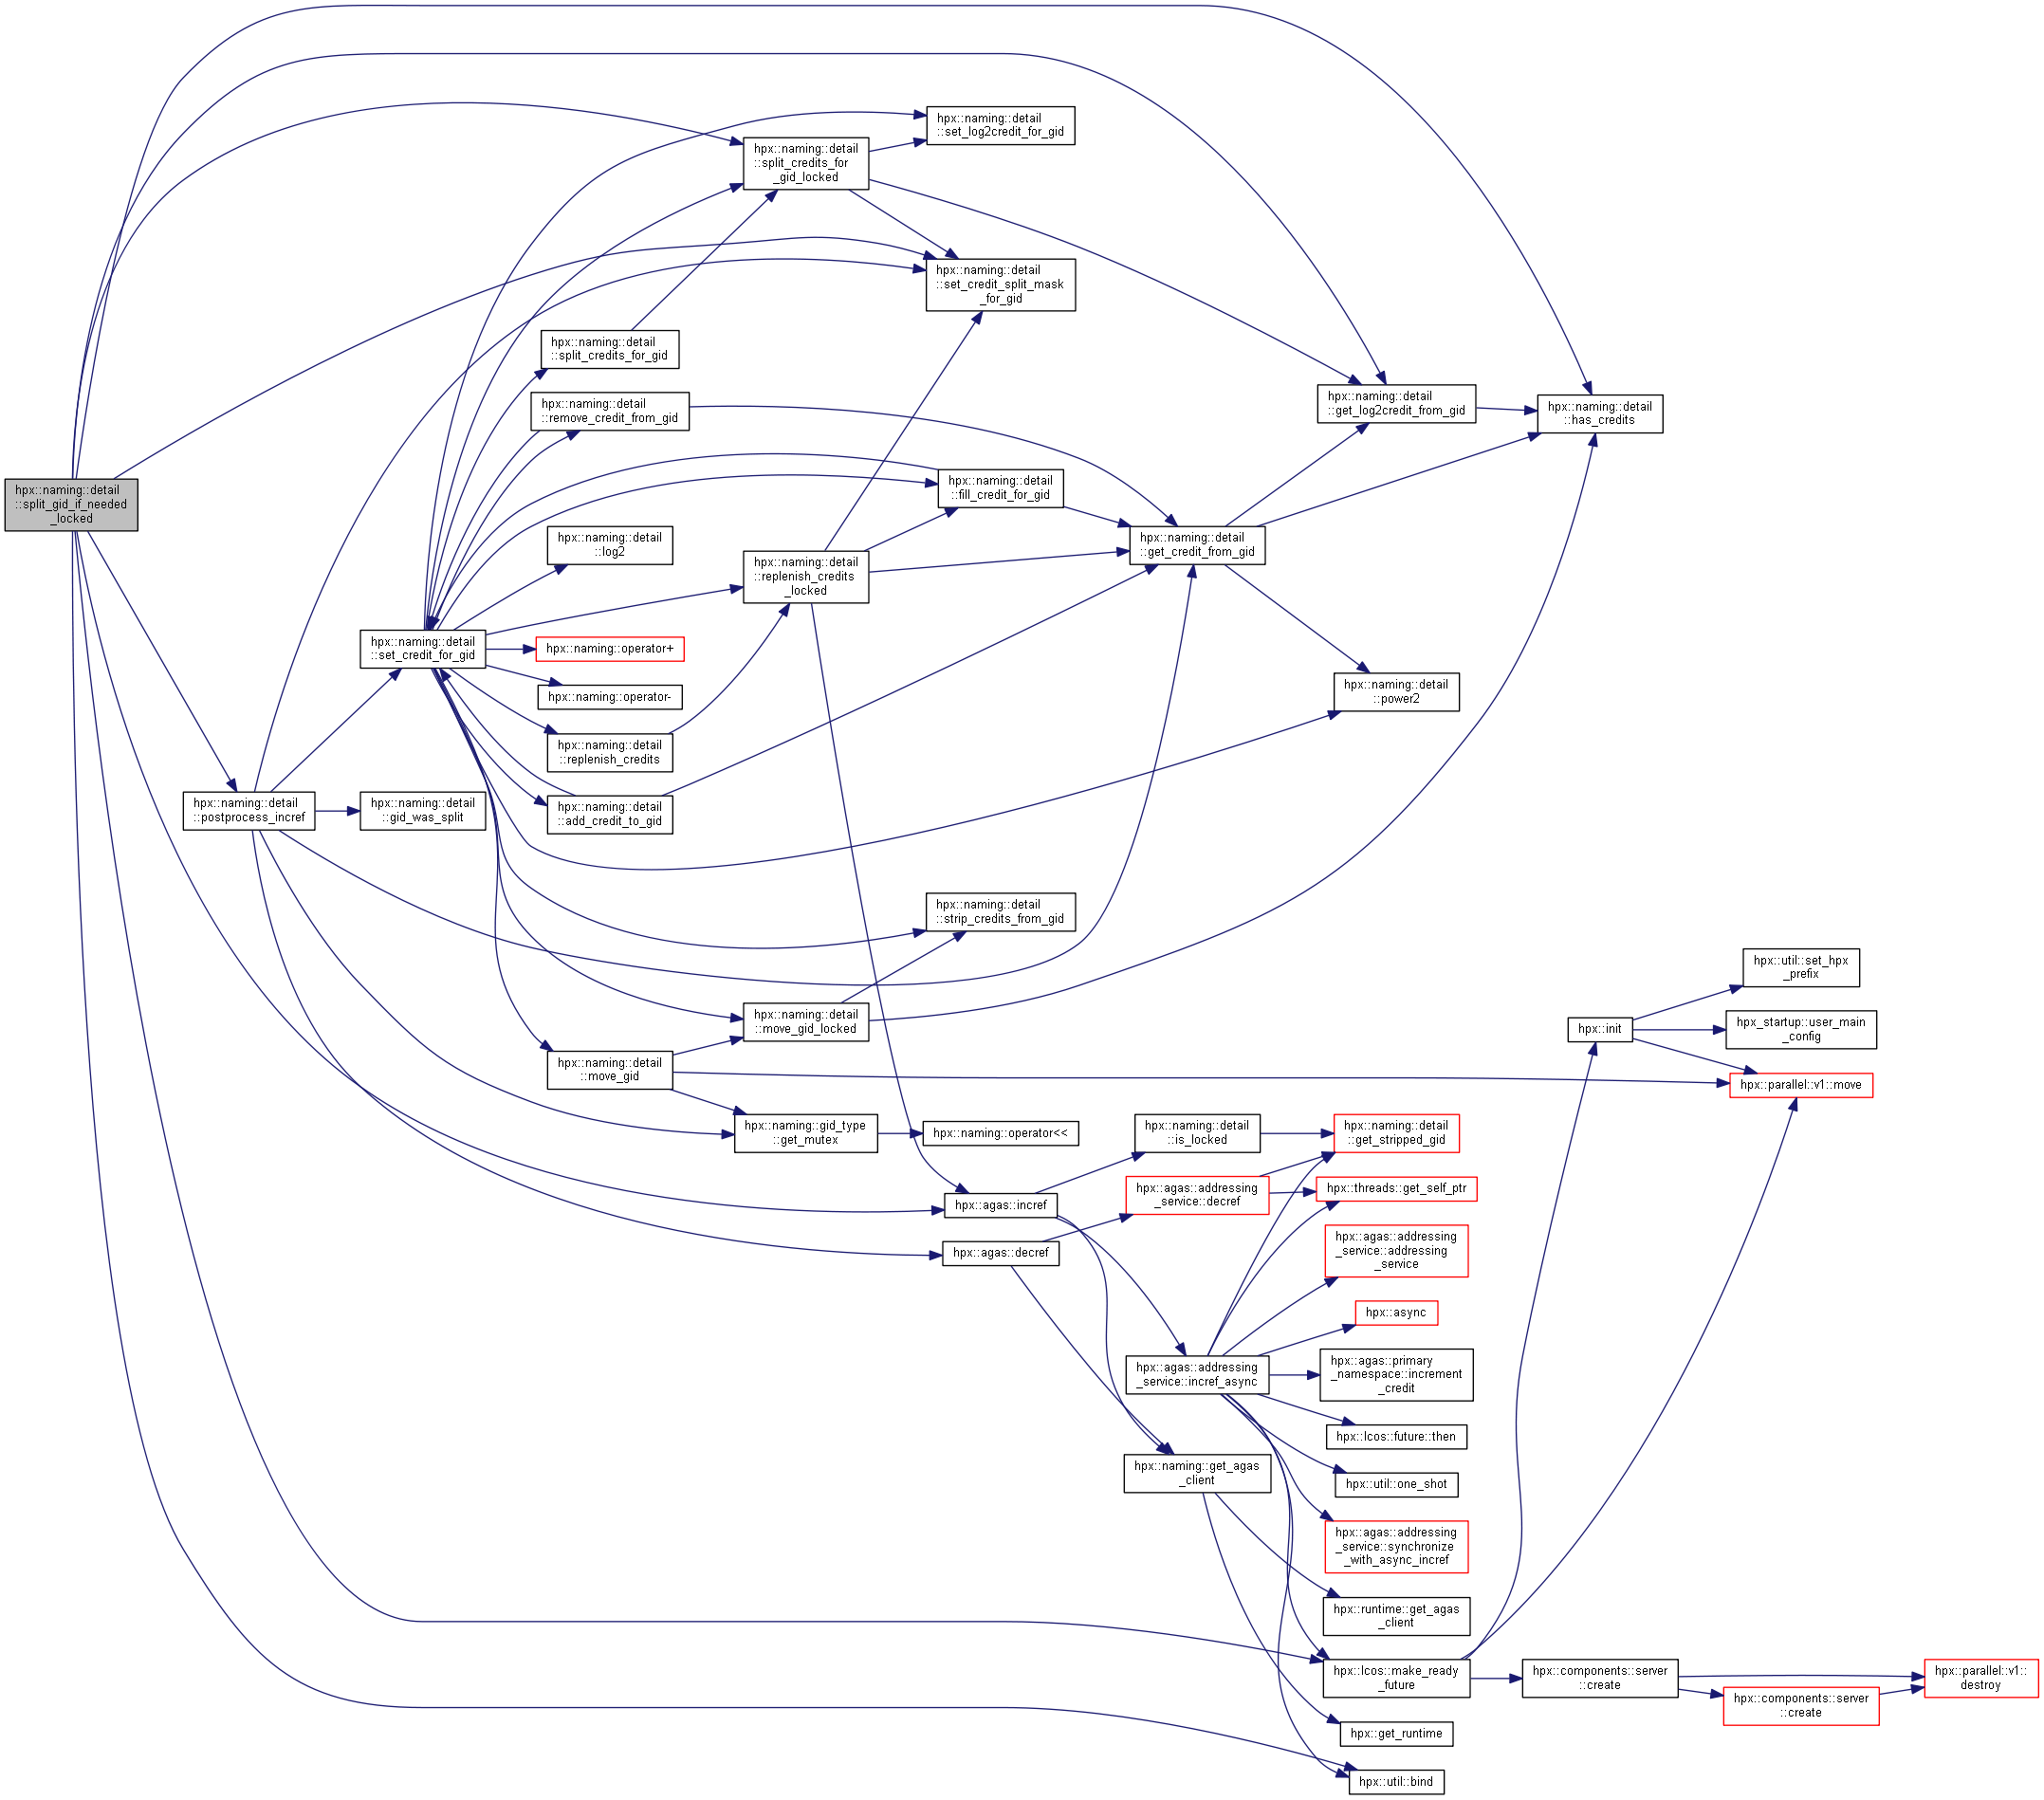 hpx::naming::detail
::split_gid_if_needed
_locked
hpx::naming::detail
::postprocess_incref
hpx::naming::detail
::set_credit_for_gid
hpx::naming::detail
::gid_was_split
hpx::naming::detail
::split_credits_for_gid
hpx::naming::detail
::remove_credit_from_gid
hpx::naming::detail
::log2
hpx::naming::operator+
hpx::naming::operator-
hpx::naming::detail
::replenish_credits
hpx::naming::detail
::add_credit_to_gid
hpx::naming::detail
::move_gid
hpx::naming::detail
::split_credits_for
_gid_locked
hpx::naming::detail
::replenish_credits
_locked
hpx::naming::detail
::move_gid_locked
hpx::naming::gid_type
::get_mutex
hpx::naming::detail
::set_log2credit_for_gid
hpx::naming::detail
::set_credit_split_mask
_for_gid
hpx::naming::detail
::fill_credit_for_gid
hpx::naming::detail
::strip_credits_from_gid
hpx::naming::operator<<
hpx::agas::incref
hpx::agas::decref
hpx::naming::detail
::get_credit_from_gid
hpx::naming::detail
::is_locked
hpx::agas::addressing
_service::decref
hpx::agas::addressing
_service::incref_async
hpx::naming::get_agas
_client
hpx::naming::detail
::get_log2credit_from_gid
hpx::naming::detail
::power2
hpx::naming::detail
::get_stripped_gid
hpx::threads::get_self_ptr
hpx::agas::addressing
_service::addressing
_service
hpx::async
hpx::agas::primary
_namespace::increment
_credit
hpx::lcos::future::then
hpx::util::one_shot
hpx::agas::addressing
_service::synchronize
_with_async_incref
hpx::runtime::get_agas
_client
hpx::lcos::make_ready
_future
hpx::get_runtime
hpx::util::bind
hpx::naming::detail
::has_credits
hpx::init
hpx::components::server
::create
hpx::util::set_hpx
_prefix
hpx_startup::user_main
_config
hpx::parallel::v1::move
hpx::components::server
::create
hpx::parallel::v1::
destroy